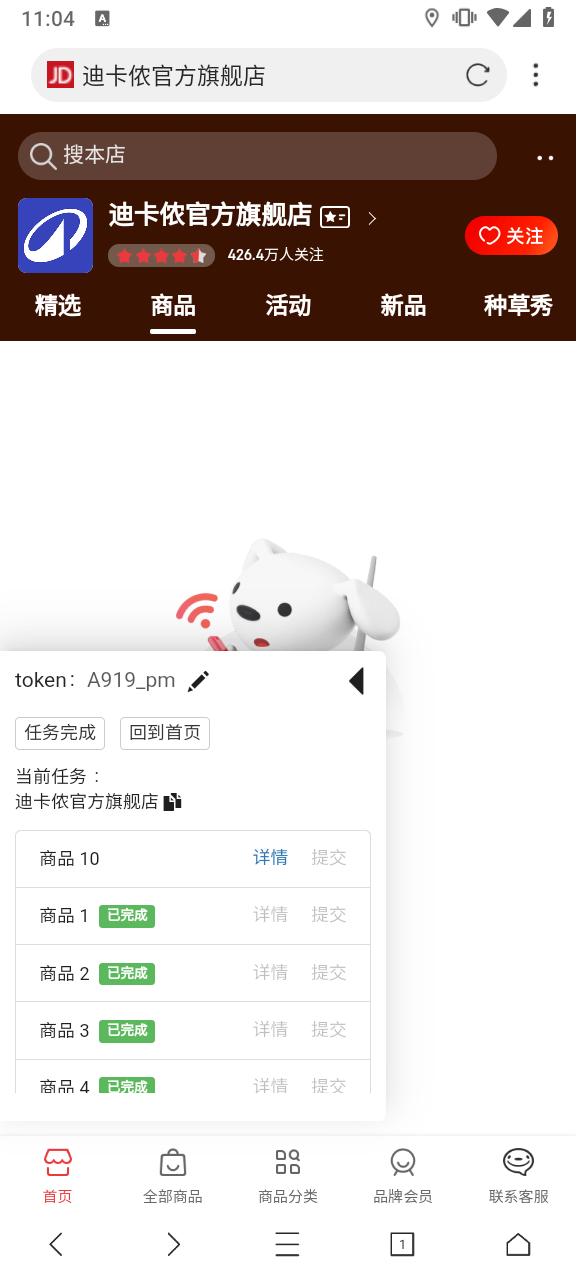 11:04 A
JD 迪卡侬官方旗舰店
搜本店
迪卡侬官方旗舰店
426.4万人关注
关注
精选 商品 活动 新品 种草秀
token: A919_pm
任务完成 回到首页
当前任务：
迪卡侬官方旗舰店
商品 10 详情 提交
商品 1 已完成 详情 提交
商品 2 已完成 详情 提交
商品 3 已完成 详情 提交
商品 4 已完成 详情 提交
首页 全部商品 商品分类 品牌会员 联系客服
1